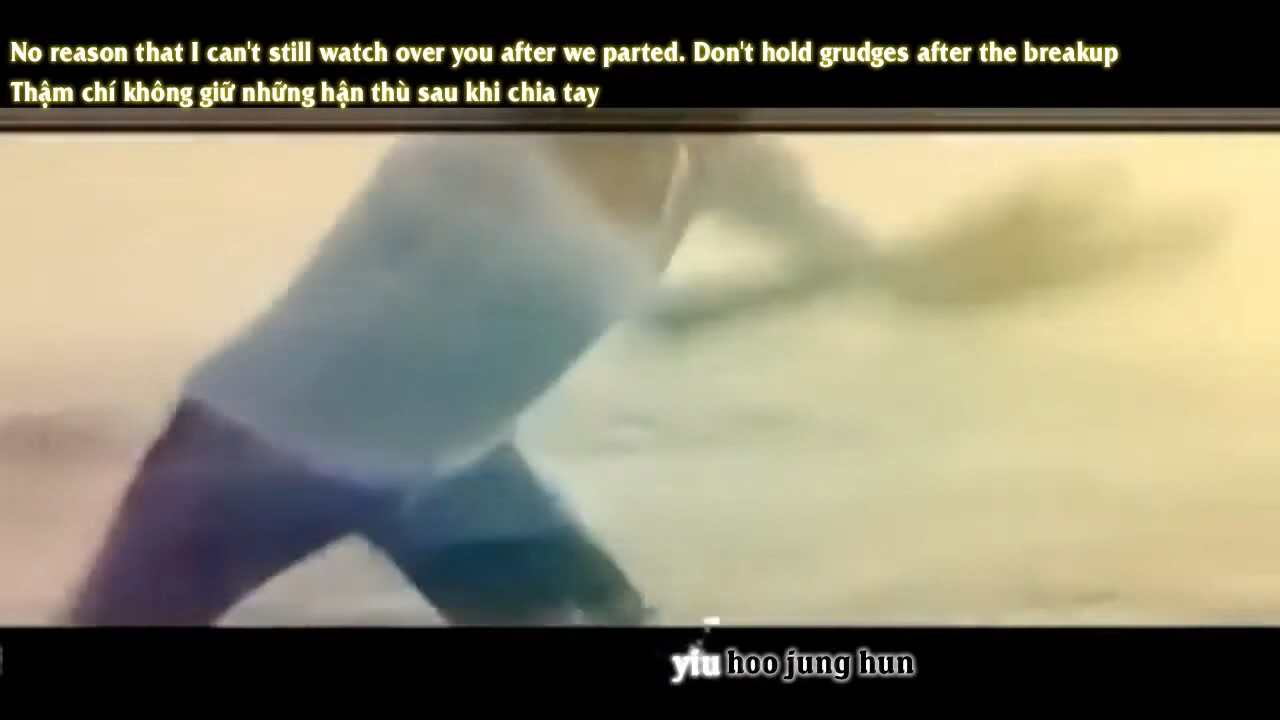 No reason that I can't still watch over you after we parted. Don't hold grudges after the breakup
Thậm chí không giữ những hận thù sau khi chia tay
yiu hoo jung hun